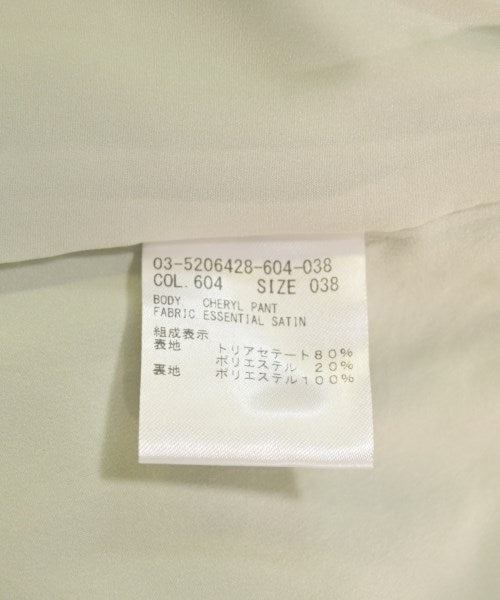 03-5206428-604-038
COL.604 SIZE 038
BODY CHERYL PANT
FABRIC ESSENTIAL SATIN
組成表示
表地 トリアセテート80%
ポリエステル 20%
裏地 ポリエステル100%